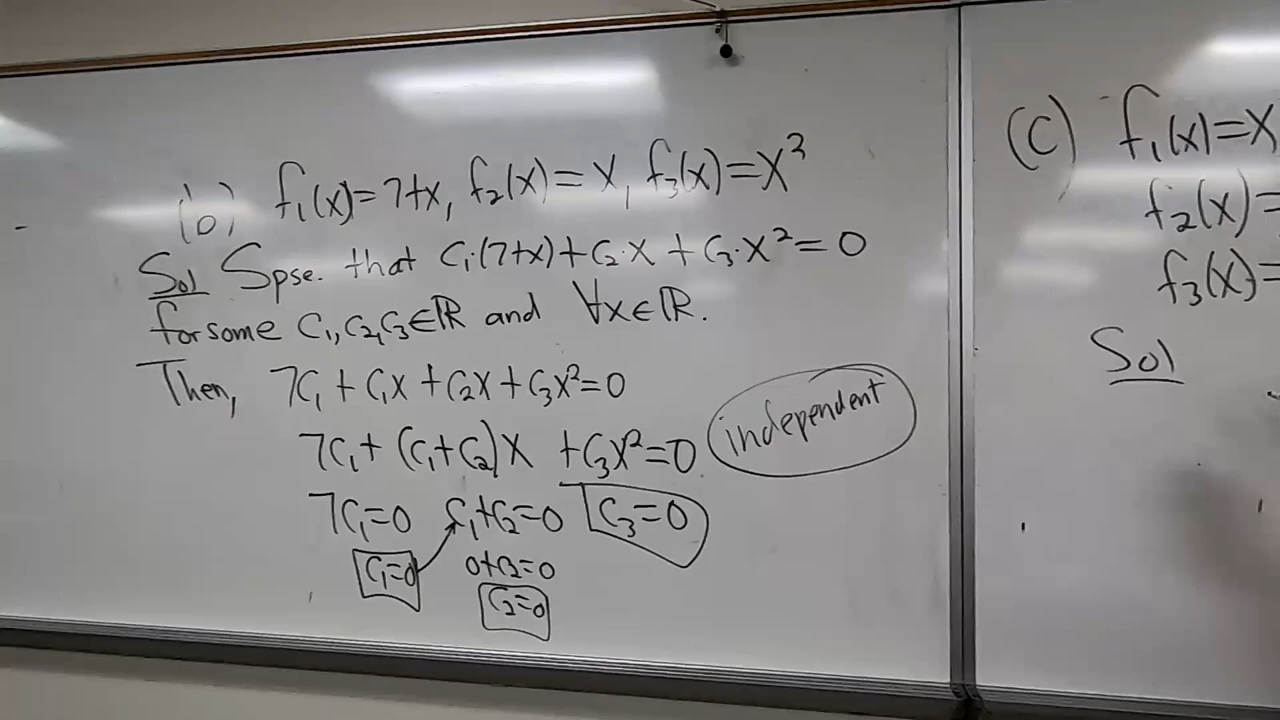 (b) f₁(x)=7+x, f₂(x)=x, f₃(x)=x²
Sol Spse. that C₁·(7+x)+C₂·x+C₃·x²=0
for some C₁,C₂,C₃∈ℝ and ∀x∈ℝ.
Then, 7C₁+C₁x+C₂x+C₃x²=0
7C₁+(C₁+C₂)x+C₃x²=0
independent
7C₁=0 C₁+C₂=0 C₃=0
C₁=0 0+C₂=0
C₂=0
(C) f₁(x)=x
f₂(x)=
f₃(x)=
Sol